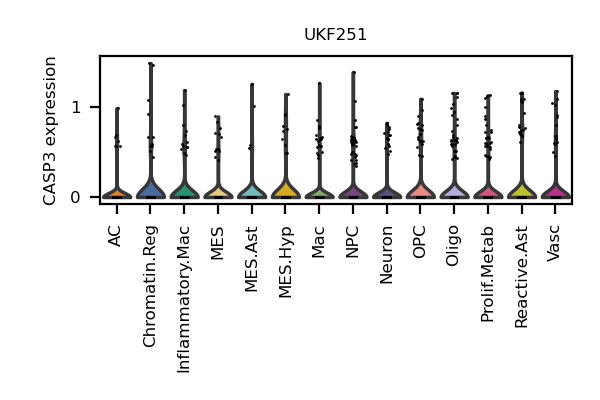 UKF251
CASP3 expression
1
0
AC
Chromatin.Reg
Inflammatory.Mac
MES
MES.Ast
MES.Hyp
Mac
NPC
Neuron
OPC
Oligo
Prolif.Metab
Reactive.Ast
Vasc